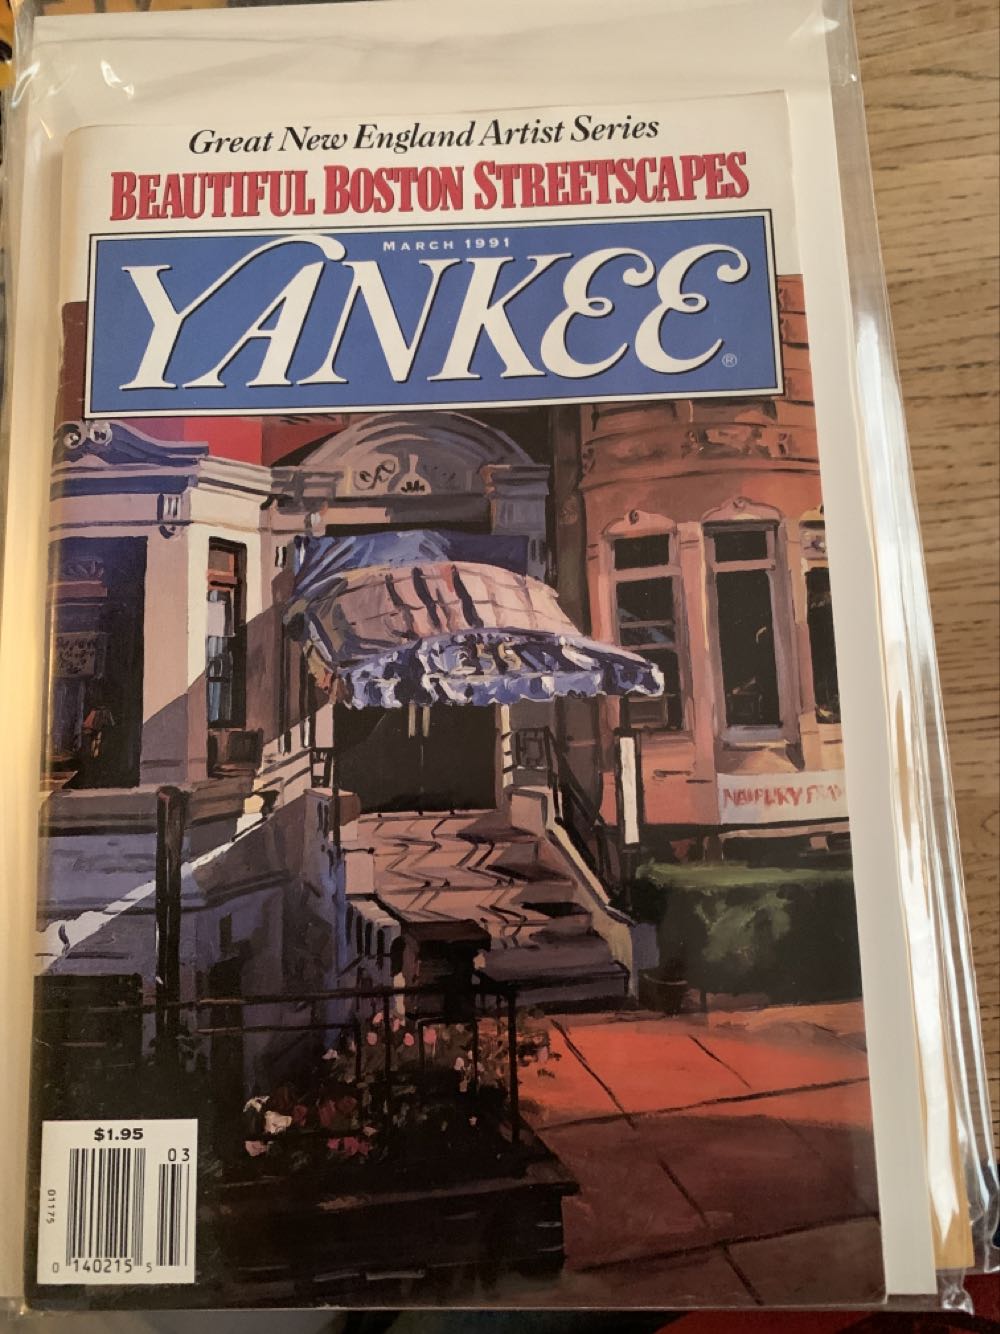 Great New England Artist Series
BEAUTIFUL BOSTON STREETSCAPES
MARCH 1991
YANKEE®
$1.95
03
01175
0 140215 5